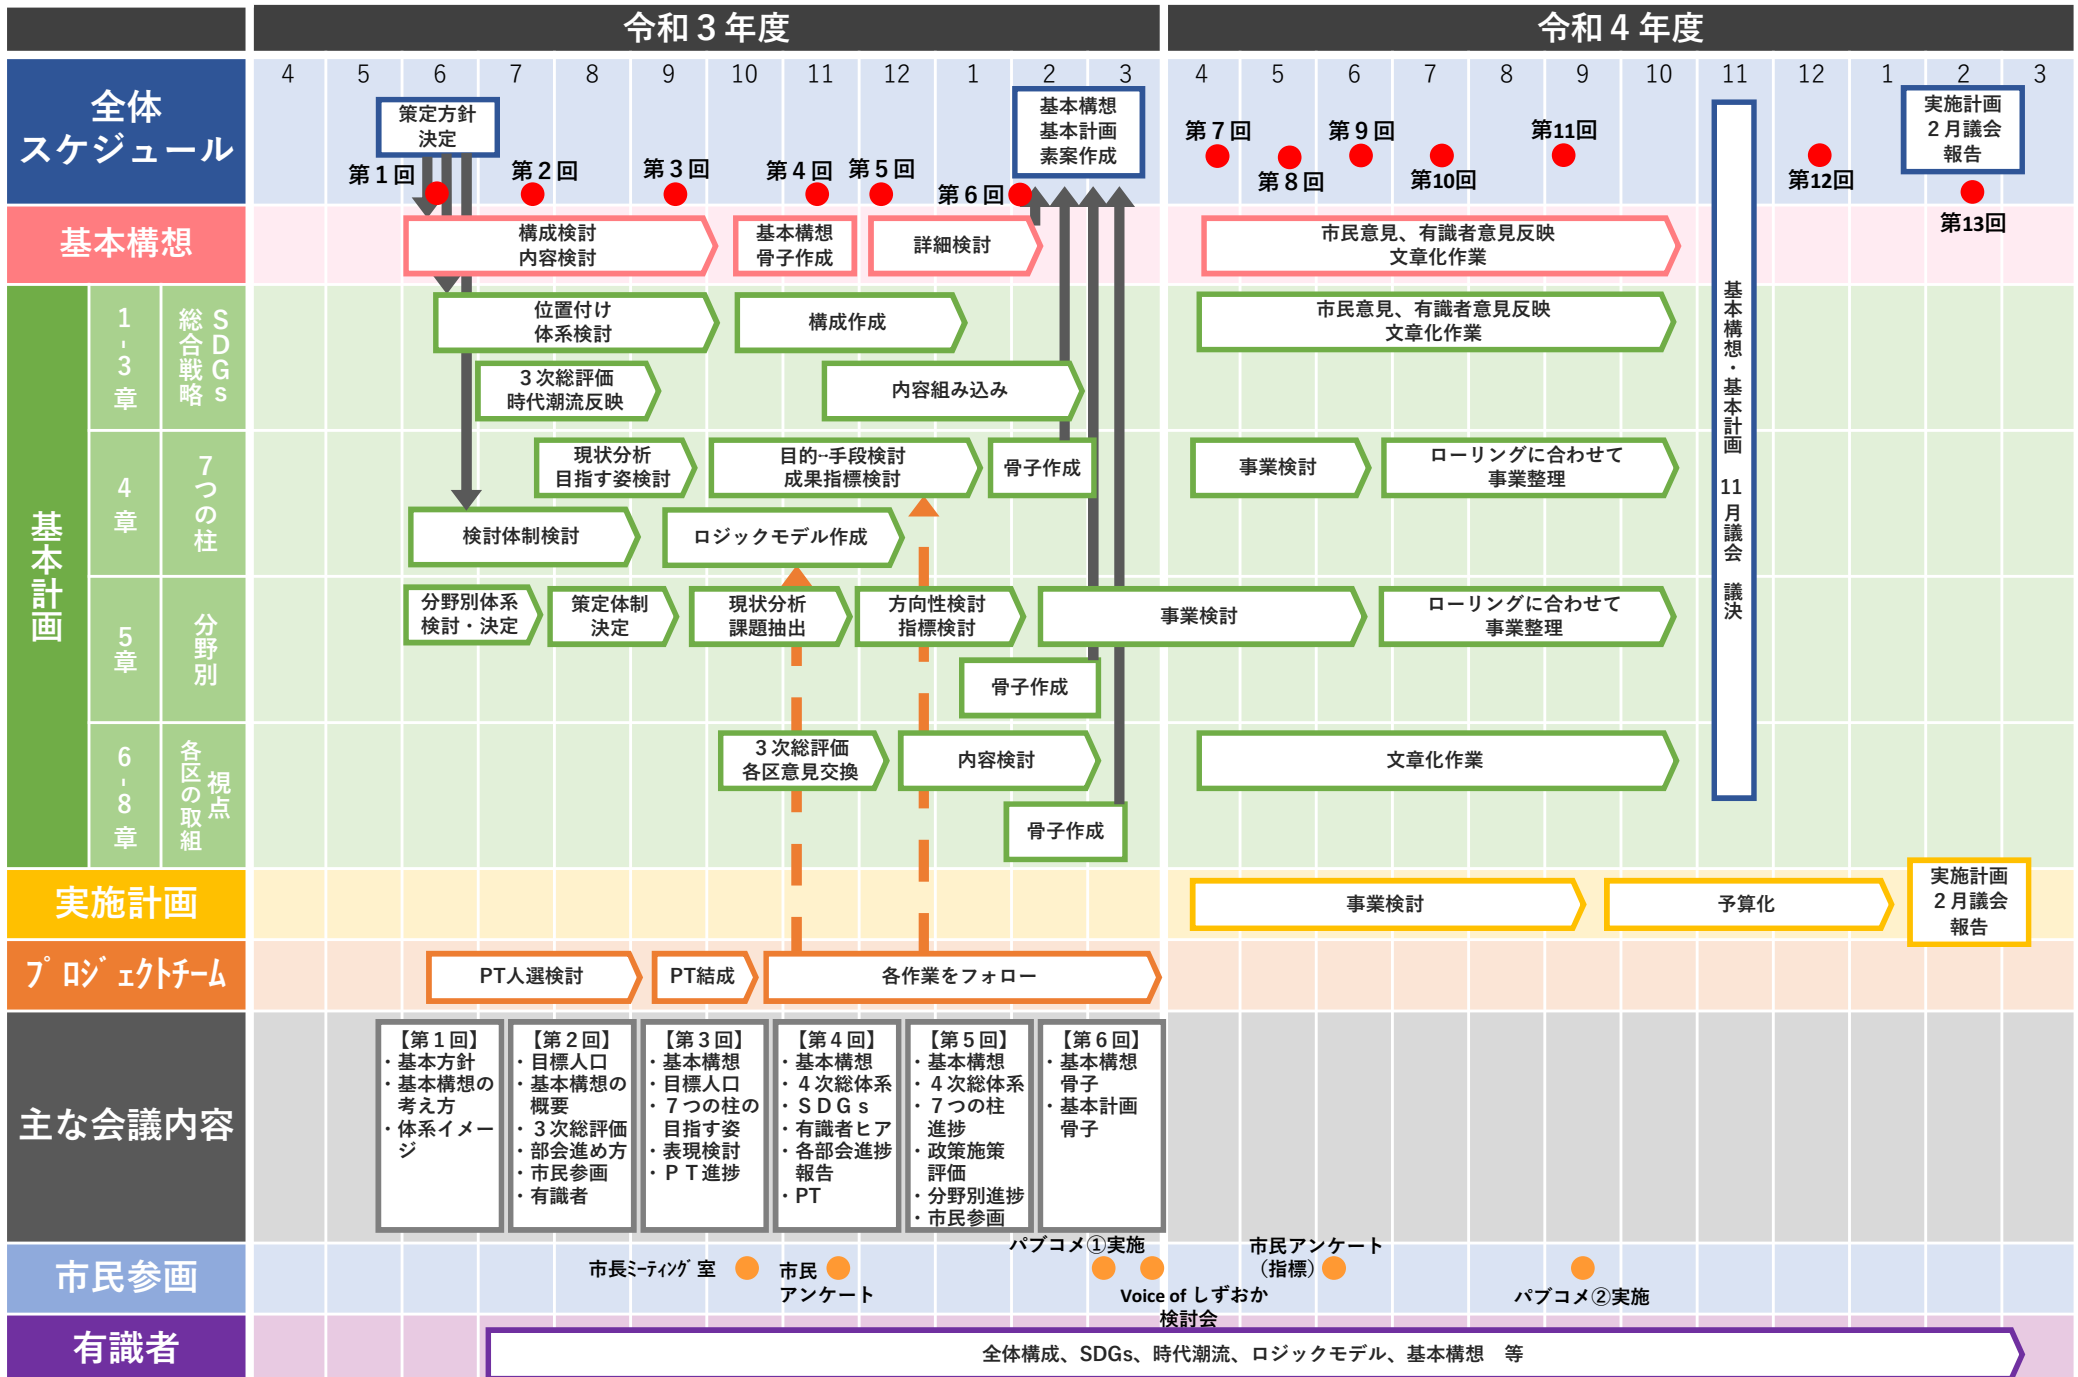 令和３年度
令和４年度
全体
スケジュール
4 5 6 7 8 9 10 11 12 1 2 3 4 5 6 7 8 9 10 11 12 1 2 3
策定方針
決定
基本構想
基本計画
素案作成
実施計画
２月議会
報告
第１回
第２回
第３回
第４回
第５回
第６回
第７回
第８回
第９回
第10回
第11回
第12回
第13回
基本構想・基本計画　11月議会　議決
基本構想
構成検討
内容検討
基本構想
骨子作成
詳細検討
市民意見、有識者意見反映
文章化作業
基本計画
1-3章
SDGs
総合戦略
位置付け
体系検討
構成作成
市民意見、有識者意見反映
文章化作業
３次総評価
時代潮流反映
内容組み込み
4章
7つの柱
現状分析
目指す姿検討
目的--手段検討
成果指標検討
骨子作成
事業検討
ローリングに合わせて
事業整理
検討体制検討
ロジックモデル作成
5章
分野別
分野別体系
検討・決定
策定体制
決定
現状分析
課題抽出
方向性検討
指標検討
事業検討
ローリングに合わせて
事業整理
骨子作成
6-8章
視点
各区の取組
３次総評価
各区意見交換
内容検討
文章化作業
骨子作成
実施計画
事業検討
予算化
実施計画
２月議会
報告
ﾌﾟﾛｼﾞｪｸﾄﾁｰﾑ
PT人選検討
PT結成
各作業をフォロー
主な会議内容
【第１回】
・基本方針
・基本構想の
考え方
・体系イメー
ジ
【第２回】
・目標人口
・基本構想の
概要
・３次総評価
・部会進め方
・市民参画
・有識者
【第３回】
・基本構想
・目標人口
・７つの柱の
目指す姿
・表現検討
・ＰＴ進捗
【第４回】
・基本構想
・４次総体系
・ＳＤＧｓ
・有識者ヒア
・各部会進捗
報告
・PT
【第５回】
・基本構想
・４次総体系
・７つの柱
進捗
・政策施策
評価
・分野別進捗
・市民参画
【第６回】
・基本構想
骨子
・基本計画
骨子
市民参画
市長ﾐｰﾃｨﾝｸﾞ室
市民
アンケート
パブコメ①実施
Voice of しずおか
検討会
市民アンケート
（指標）
パブコメ②実施
有識者
全体構成、SDGs、時代潮流、ロジックモデル、基本構想　等